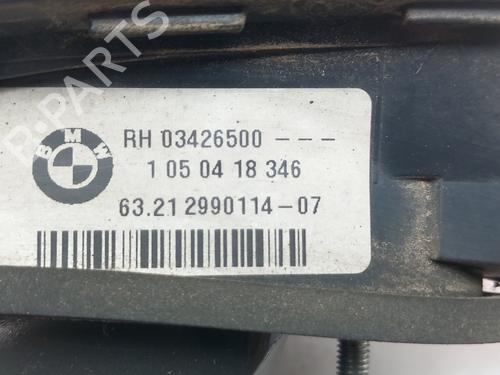 B-PARTS
BMW
RH 03426500 ---
1 05 04 18 346
63.21 2990114-07